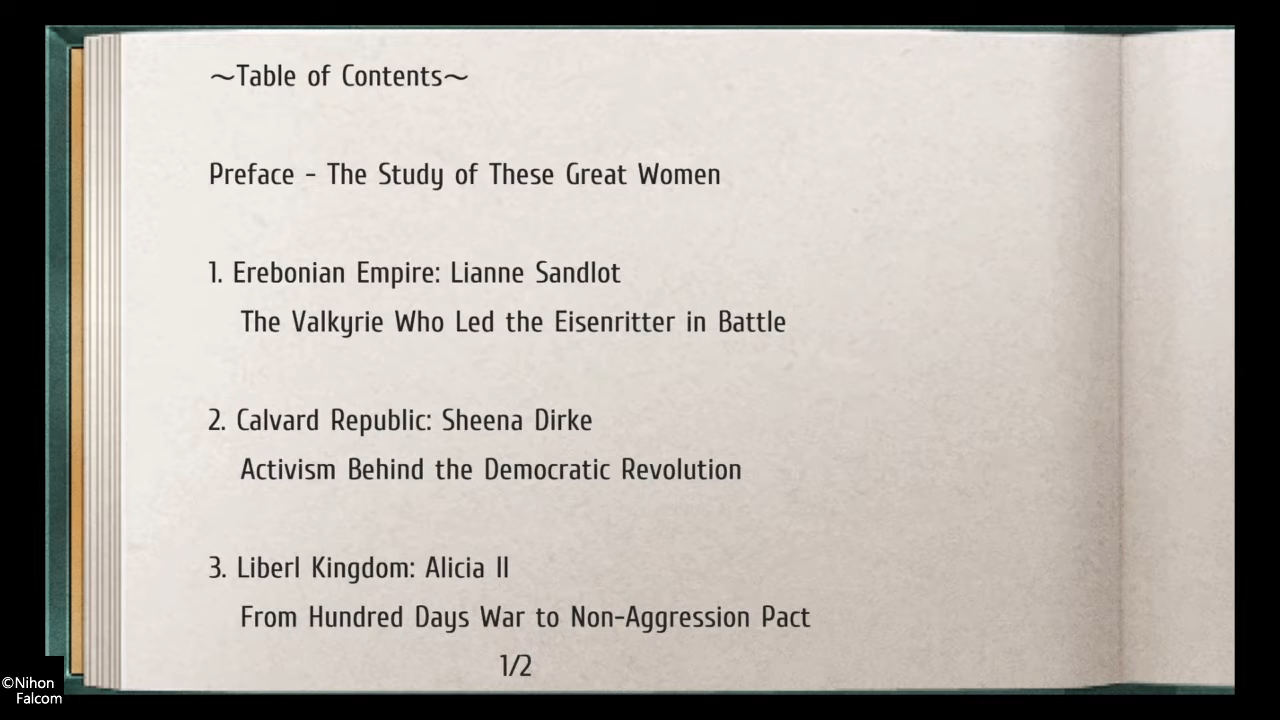 ~Table of Contents~
Preface - The Study of These Great Women
1. Erebonian Empire: Lianne Sandlot
The Valkyrie Who Led the Eisenritter in Battle
2. Calvard Republic: Sheena Dirke
Activism Behind the Democratic Revolution
3. Liberl Kingdom: Alicia II
From Hundred Days War to Non-Aggression Pact
1/2
©Nihon
Falcom